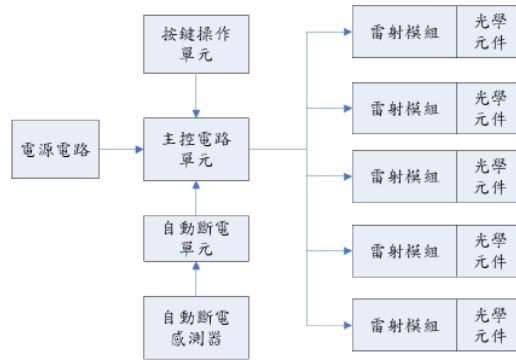 按鍵操作
單元
電源電路
主控電路
單元
自動斷電
單元
自動斷電
感測器
雷射模組
光學
元件
雷射模組
光學
元件
雷射模組
光學
元件
雷射模組
光學
元件
雷射模組
光學
元件